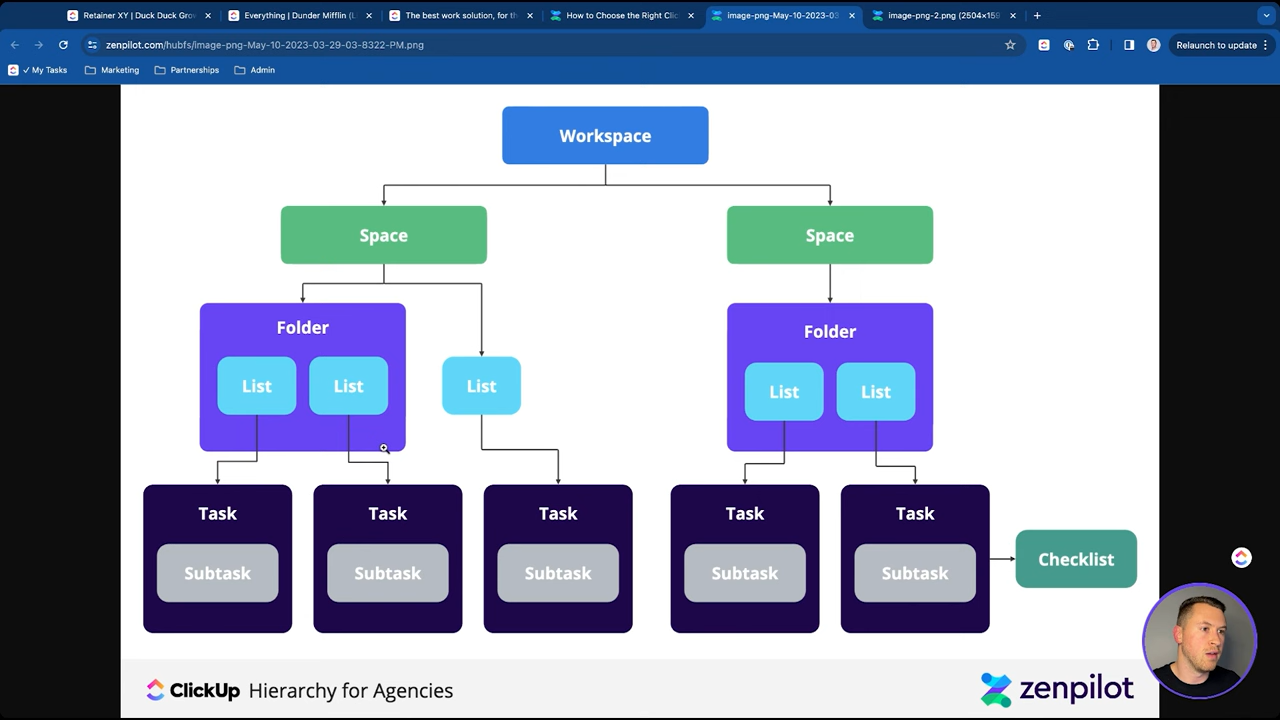 Retainer XY | Duck Duck Grow
Everything | Dunder Mifflin (L
The best work solution, for th
How to Choose the Right Clic
image-png-May-10-2023-03
image-png-2.png (2504×159
zenpilot.com/hubfs/image-png-May-10-2023-03-29-03-8322-PM.png
Relaunch to update
✓ My Tasks
Marketing
Partnerships
Admin
Workspace
Space
Space
Folder
List
List
List
Folder
List
List
Task
Subtask
Task
Subtask
Task
Subtask
Task
Subtask
Task
Subtask
Checklist
ClickUp Hierarchy for Agencies
zenpilot